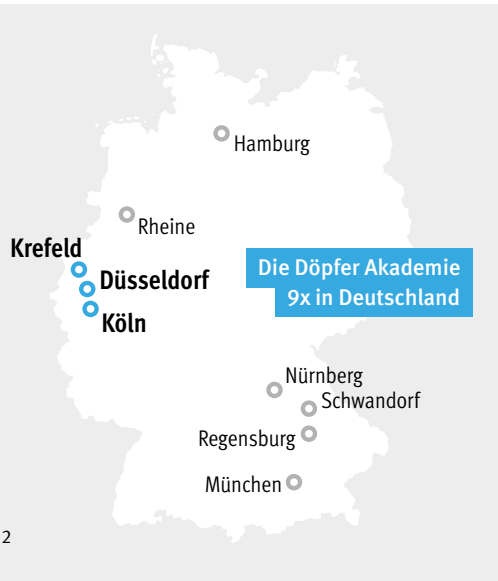 Hamburg
Rheine
Krefeld
Düsseldorf
Köln
Die Döpfer Akademie
9x in Deutschland
Nürnberg
Schwandorf
Regensburg
München
2